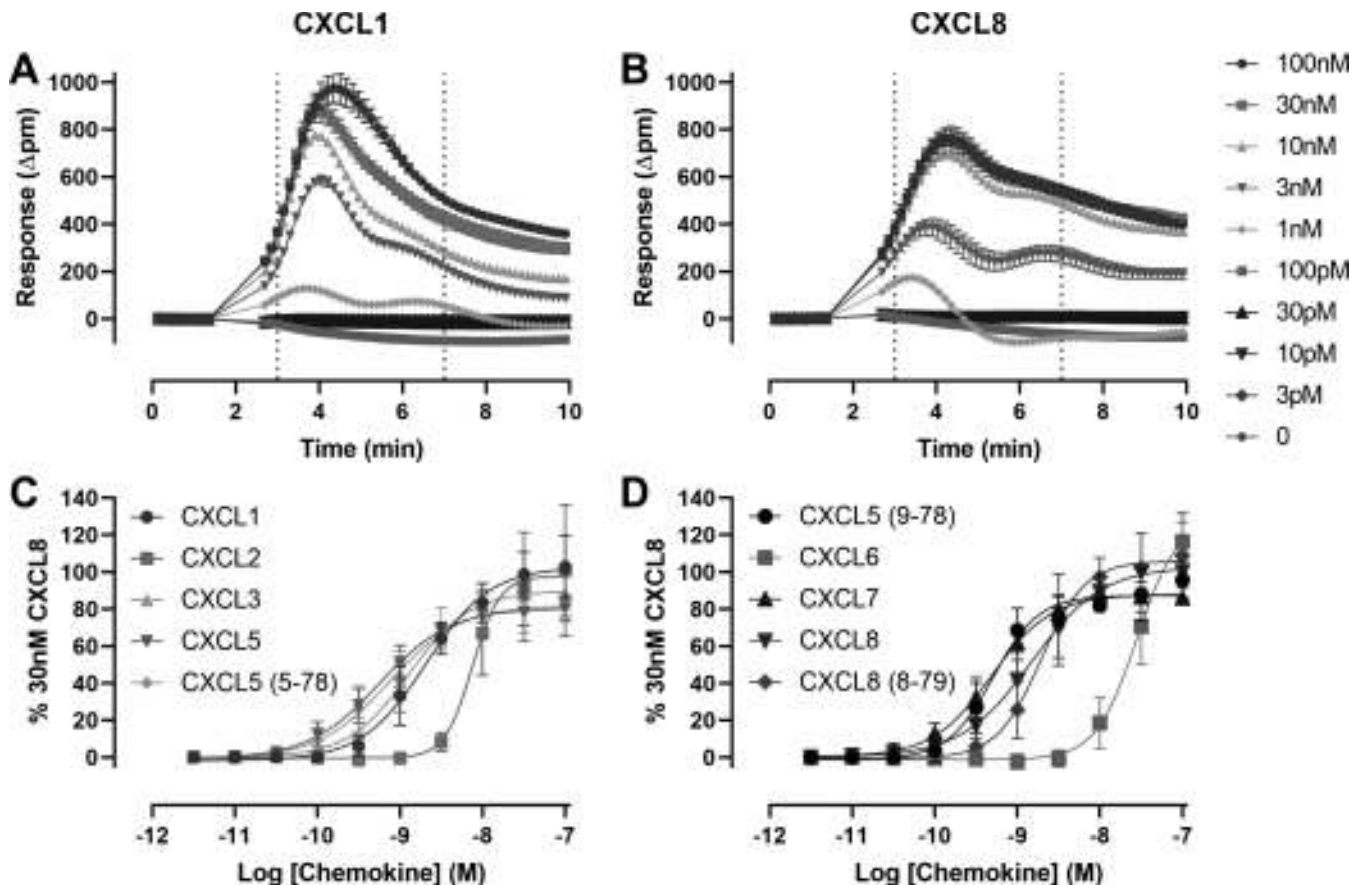 CXCL1
CXCL8
A
1000
800
600
400
200
0
Response (Δpm)
0 2 4 6 8 10
Time (min)
B
1000
800
600
400
200
0
Response (Δpm)
0 2 4 6 8 10
Time (min)
100nM
30nM
10nM
3nM
1nM
100pM
30pM
10pM
3pM
0
C
140
120
100
80
60
40
20
0
% 30nM CXCL8
CXCL1
CXCL2
CXCL3
CXCL5
CXCL5 (5-78)
-12 -11 -10 -9 -8 -7
Log [Chemokine] (M)
D
140
120
100
80
60
40
20
0
% 30nM CXCL8
CXCL5 (9-78)
CXCL6
CXCL7
CXCL8
CXCL8 (8-79)
-12 -11 -10 -9 -8 -7
Log [Chemokine] (M)